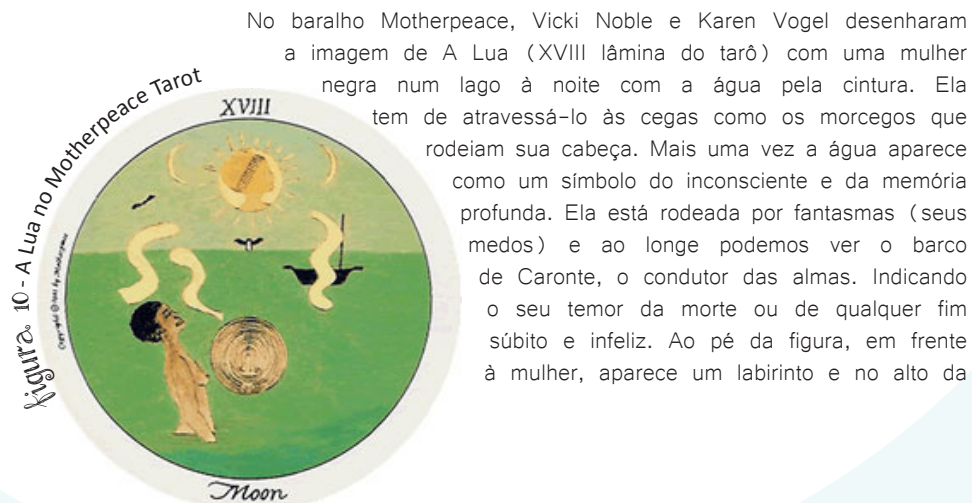 No baralho Motherpeace, Vicki Noble e Karen Vogel desenharam
a imagem de A Lua (XVIII lâmina do tarô) com uma mulher
negra num lago à noite com a água pela cintura. Ela
tem de atravessá-lo às cegas como os morcegos que
rodeiam sua cabeça. Mais uma vez a água aparece
como um símbolo do inconsciente e da memória
profunda. Ela está rodeada por fantasmas (seus
medos) e ao longe podemos ver o barco
de Caronte, o condutor das almas. Indicando
o seu temor da morte ou de qualquer fim
súbito e infeliz. Ao pé da figura, em frente
à mulher, aparece um labirinto e no alto da
Figura 10 - A Lua no Motherpeace Tarot
XVIII
Copyright © by Motherpeace
Moon